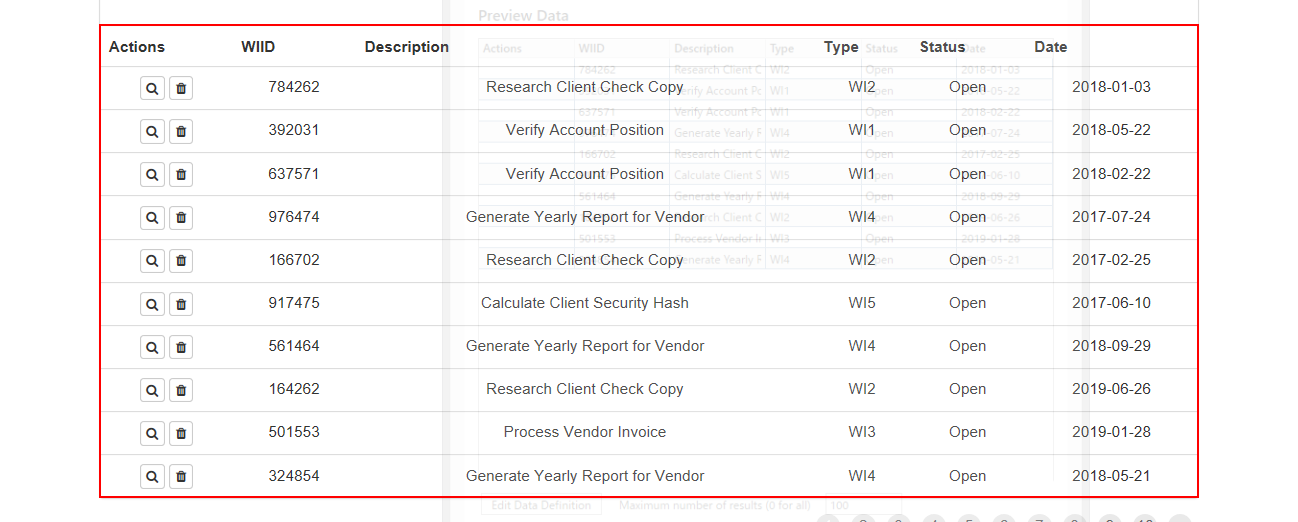 Preview Data
Actions WIID Description Type Status Date
784262 Research Client Check Copy WI2 Open 2018-01-03
392031 Verify Account Position WI1 Open 2018-05-22
637571 Verify Account Position WI1 Open 2018-02-22
976474 Generate Yearly Report for Vendor WI4 Open 2017-07-24
166702 Research Client Check Copy WI2 Open 2017-02-25
917475 Calculate Client Security Hash WI5 Open 2017-06-10
561464 Generate Yearly Report for Vendor WI4 Open 2018-09-29
164262 Research Client Check Copy WI2 Open 2019-06-26
501553 Process Vendor Invoice WI3 Open 2019-01-28
324854 Generate Yearly Report for Vendor WI4 Open 2018-05-21
Edit Data Definition Maximum number of results (0 for all) 100